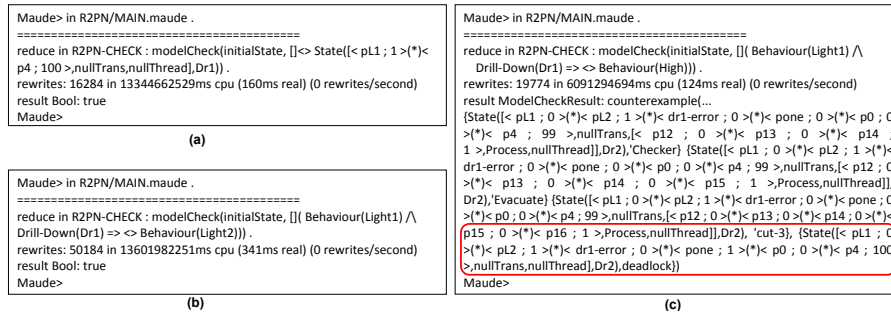 Maude> in R2PN/MAIN.maude .
==========================================
reduce in R2PN-CHECK : modelCheck(initialState, []<> State([< pL1 ; 1 >(*)<
p4 ; 100 >,nullTrans,nullThread],Dr1)) .
rewrites: 16284 in 13344662529ms cpu (160ms real) (0 rewrites/second)
result Bool: true
Maude>
(a)
Maude> in R2PN/MAIN.maude .
==========================================
reduce in R2PN-CHECK : modelCheck(initialState, []( Behaviour(Light1) /\
Drill-Down(Dr1) => <> Behaviour(Light2))) .
rewrites: 50184 in 13601982251ms cpu (341ms real) (0 rewrites/second)
result Bool: true
Maude>
(b)
Maude> in R2PN/MAIN.maude .
==========================================
reduce in R2PN-CHECK : modelCheck(initialState, []( Behaviour(Light1) /\
Drill-Down(Dr1) => <> Behaviour(High))) .
rewrites: 19774 in 6091294694ms cpu (124ms real) (0 rewrites/second)
result ModelCheckResult: counterexample(...
{State([< pL1 ; 0 >(*)< pL2 ; 1 >(*)< dr1-error ; 0 >(*)< pone ; 0 >(*)< p0 ; 0
>(*)< p4 ; 99 >,nullTrans,[< p12 ; 0 >(*)< p13 ; 0 >(*)< p14 ;
1 >,Process,nullThread]],Dr2),'Checker} {State([< pL1 ; 0 >(*)< pL2 ; 1 >(*)<
dr1-error ; 0 >(*)< pone ; 0 >(*)< p0 ; 0 >(*)< p4 ; 99 >,nullTrans,[< p12 ; 0
>(*)< p13 ; 0 >(*)< p14 ; 0 >(*)< p15 ; 1 >,Process,nullThread]],
Dr2),'Evacuate} {State([< pL1 ; 0 >(*)< pL2 ; 1 >(*)< dr1-error ; 0 >(*)< pone ; 0
>(*)< p0 ; 0 >(*)< p4 ; 99 >,nullTrans,[< p12 ; 0 >(*)< p13 ; 0 >(*)< p14 ; 0 >(*)<
p15 ; 0 >(*)< p16 ; 1 >,Process,nullThread]],Dr2), 'cut-3}, {State([< pL1 ; 0
>(*)< pL2 ; 1 >(*)< dr1-error ; 0 >(*)< pone ; 1 >(*)< p0 ; 0 >(*)< p4 ; 100
>,nullTrans,nullThread],Dr2),deadlock})
Maude>
(c)